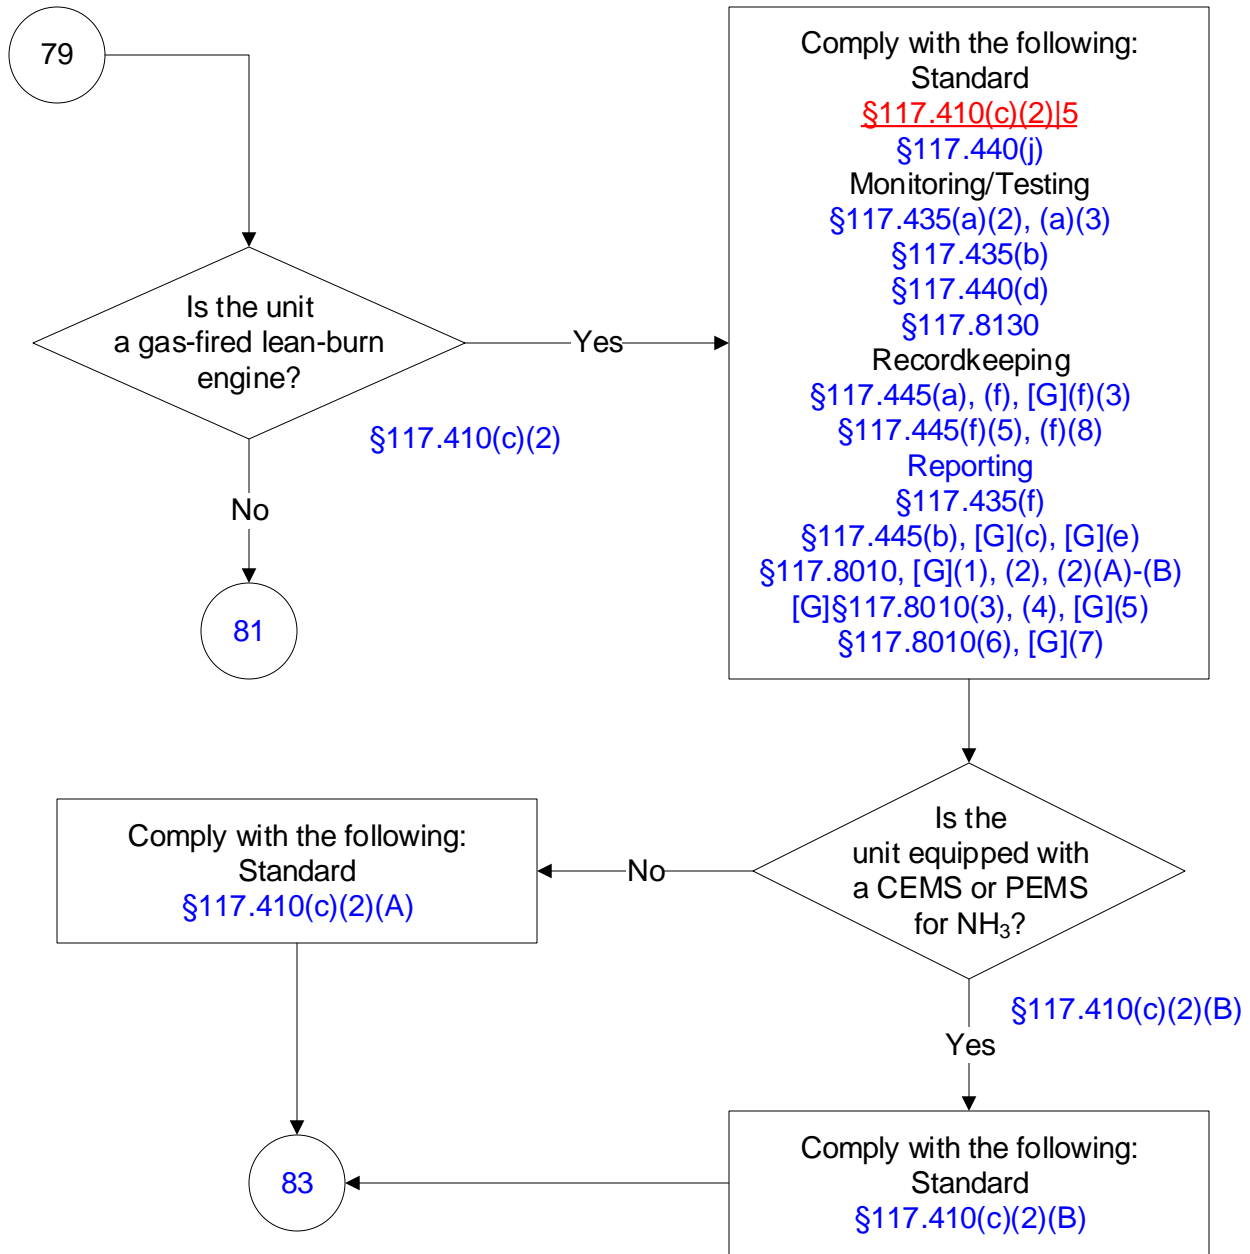 79
Is the unit
a gas-fired lean-burn
engine?
Yes
§117.410(c)(2)
No
81
Comply with the following:
Standard
§117.410(c)(2)|5
§117.440(j)
Monitoring/Testing
§117.435(a)(2), (a)(3)
§117.435(b)
§117.440(d)
§117.8130
Recordkeeping
§117.445(a), (f), [G](f)(3)
§117.445(f)(5), (f)(8)
Reporting
§117.435(f)
§117.445(b), [G](c), [G](e)
§117.8010, [G](1), (2), (2)(A)-(B)
[G]§117.8010(3), (4), [G](5)
§117.8010(6), [G](7)
Is the
unit equipped with
a CEMS or PEMS
for NH₃?
§117.410(c)(2)(B)
No
Comply with the following:
Standard
§117.410(c)(2)(A)
Yes
Comply with the following:
Standard
§117.410(c)(2)(B)
83